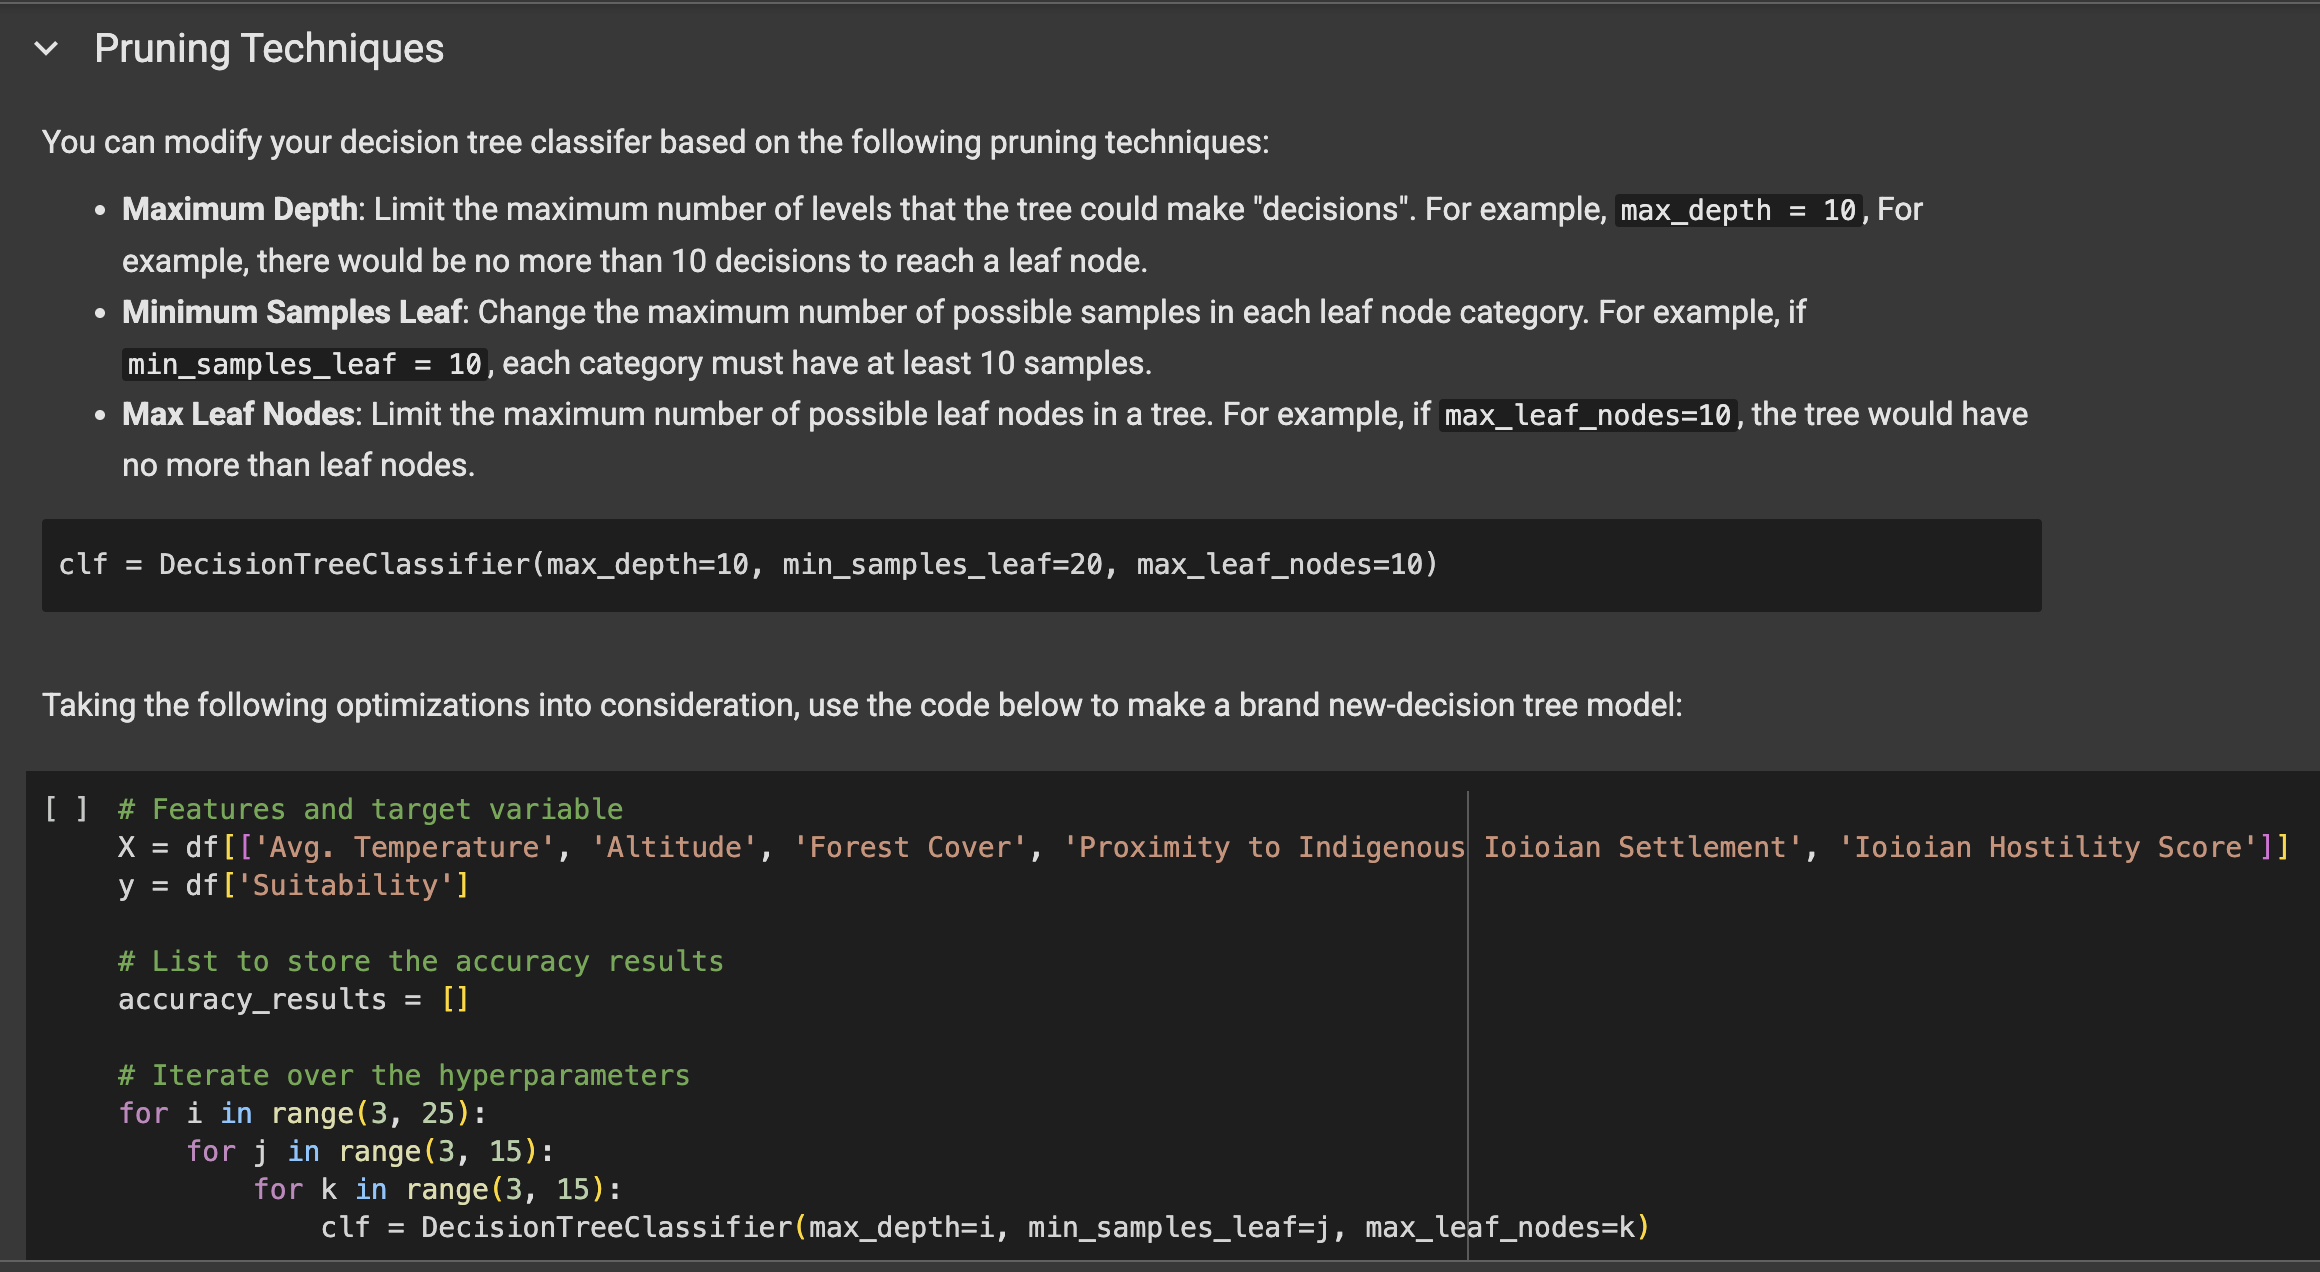 Pruning Techniques
You can modify your decision tree classifer based on the following pruning techniques:
• Maximum Depth: Limit the maximum number of levels that the tree could make "decisions". For example, max_depth = 10, For
example, there would be no more than 10 decisions to reach a leaf node.
• Minimum Samples Leaf: Change the maximum number of possible samples in each leaf node category. For example, if
min_samples_leaf = 10, each category must have at least 10 samples.
• Max Leaf Nodes: Limit the maximum number of possible leaf nodes in a tree. For example, if max_leaf_nodes=10, the tree would have
no more than leaf nodes.
clf = DecisionTreeClassifier(max_depth=10, min_samples_leaf=20, max_leaf_nodes=10)
Taking the following optimizations into consideration, use the code below to make a brand new-decision tree model:
[ ] # Features and target variable
X = df[['Avg. Temperature', 'Altitude', 'Forest Cover', 'Proximity to Indigenous Ioioian Settlement', 'Ioioian Hostility Score']]
y = df['Suitability']
# List to store the accuracy results
accuracy_results = []
# Iterate over the hyperparameters
for i in range(3, 25):
    for j in range(3, 15):
        for k in range(3, 15):
            clf = DecisionTreeClassifier(max_depth=i, min_samples_leaf=j, max_leaf_nodes=k)